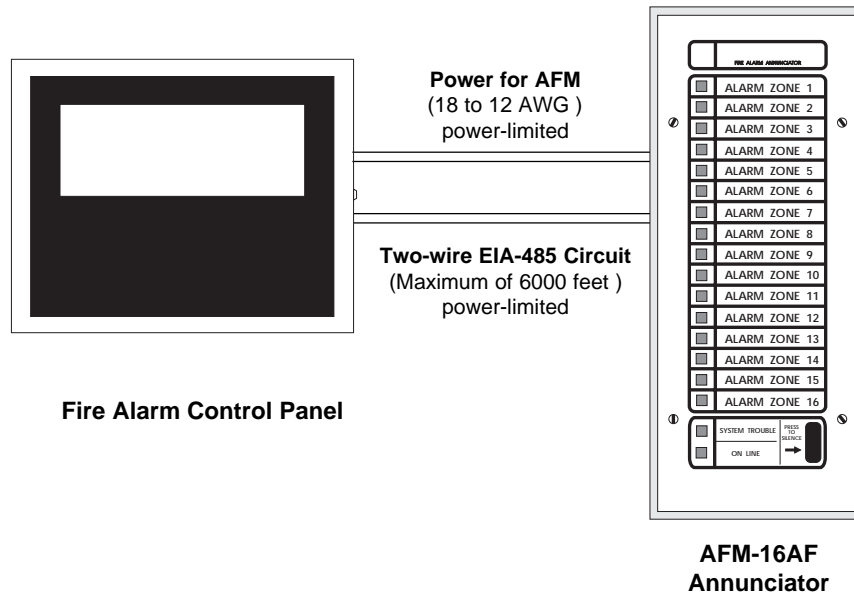 Power for AFM
(18 to 12 AWG )
power-limited
Two-wire EIA-485 Circuit
(Maximum of 6000 feet )
power-limited
Fire Alarm Control Panel
FIRE ALARM ANNUNCIATOR
ALARM ZONE 1
ALARM ZONE 2
ALARM ZONE 3
ALARM ZONE 4
ALARM ZONE 5
ALARM ZONE 6
ALARM ZONE 7
ALARM ZONE 8
ALARM ZONE 9
ALARM ZONE 10
ALARM ZONE 11
ALARM ZONE 12
ALARM ZONE 13
ALARM ZONE 14
ALARM ZONE 15
ALARM ZONE 16
SYSTEM TROUBLE
ON LINE
PRESS
TO
SILENCE
AFM-16AF
Annunciator